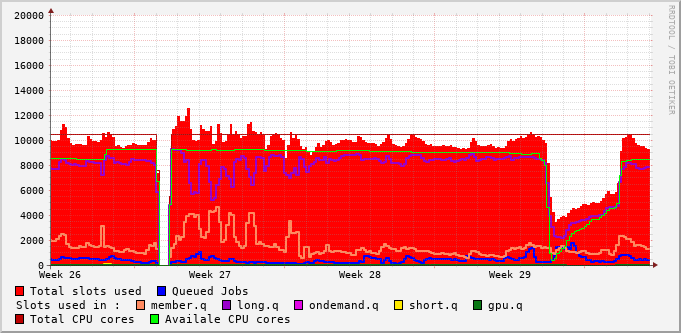 RRDTOOL / TOBI OETIKER
20000
18000
16000
14000
12000
10000
8000
6000
4000
2000
0
Week 26 Week 27 Week 28 Week 29
Total slots used Queued Jobs
Slots used in : member.q long.q ondemand.q short.q gpu.q
Total CPU cores Availale CPU cores